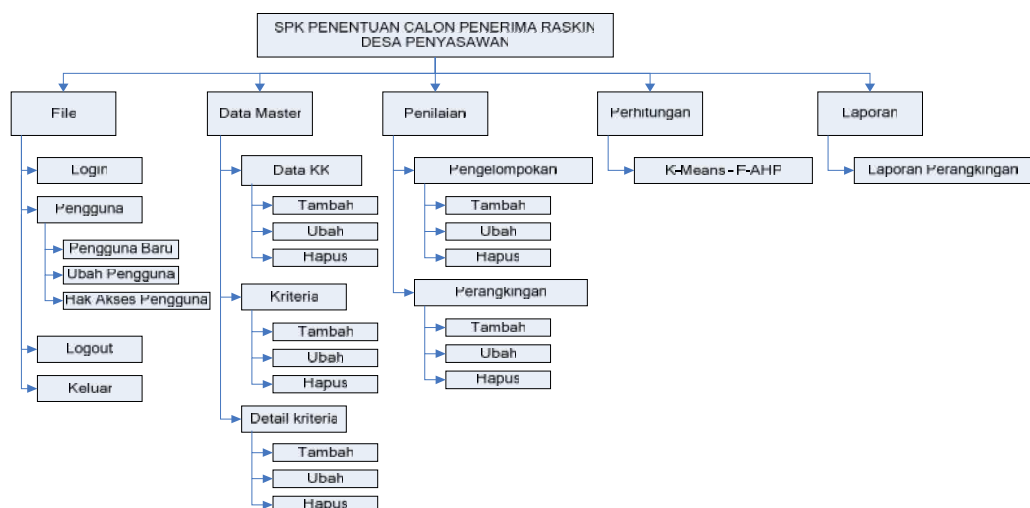 SPK PENENTUAN CALON PENERIMA RASKIN
DESA PENYASAWAN
File
Login
Pengguna
Pengguna Baru
Ubah Pengguna
Hak Akses Pengguna
Logout
Keluar
Data Master
Data KK
Tambah
Ubah
Hapus
Kriteria
Tambah
Ubah
Hapus
Detail kriteria
Tambah
Ubah
Hapus
Penilaian
Pengelompokan
Tambah
Ubah
Hapus
Perangkingan
Tambah
Ubah
Hapus
Perhitungan
K-Means - F-AHP
Laporan
Laporan Perangkingan